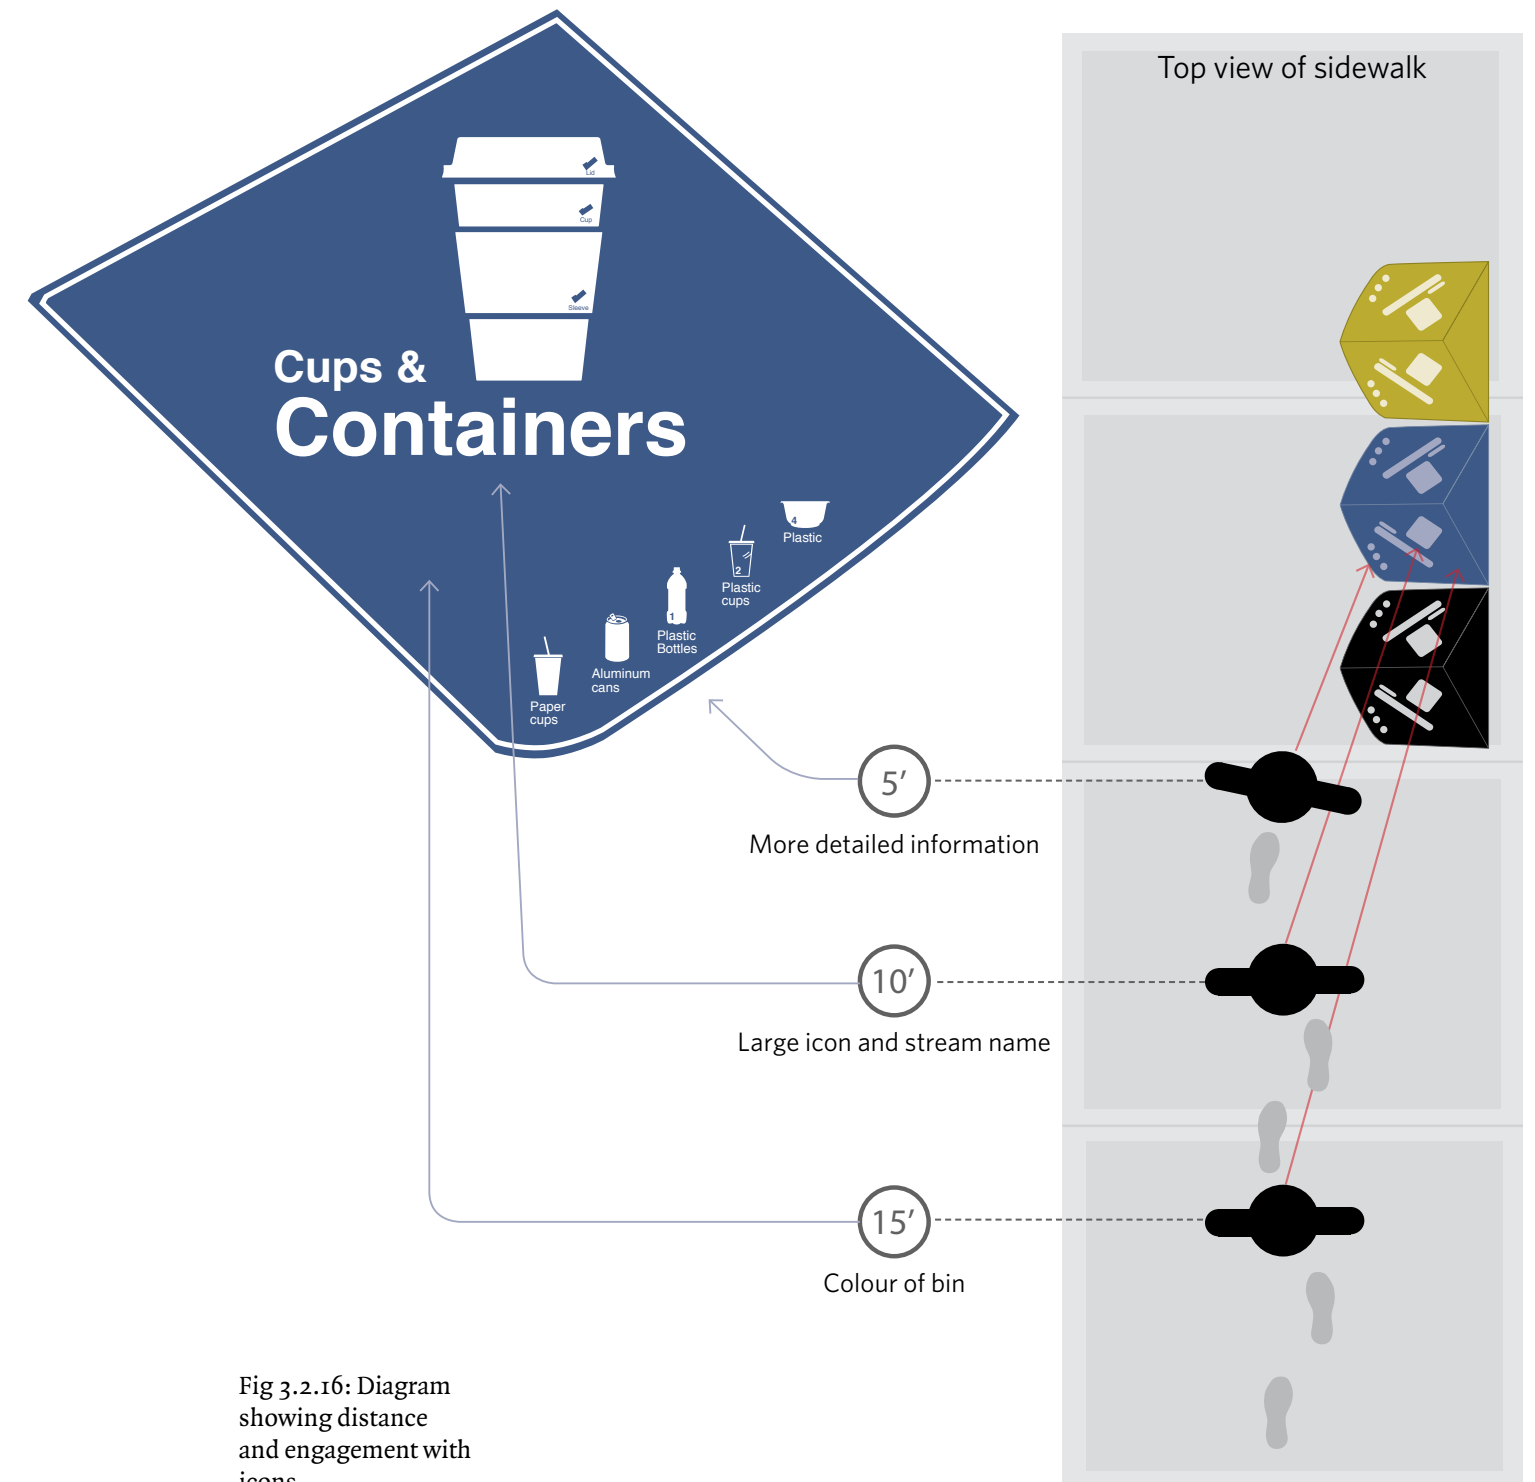 Top view of sidewalk
Lid
Cup
Sleeve
Cups &
Containers
4
Plastic
2
Plastic
cups
1
Plastic
Bottles
Aluminum
cans
Paper
cups
5′
More detailed information
10′
Large icon and stream name
15′
Colour of bin
Fig 3.2.16: Diagram
showing distance
and engagement with
icons